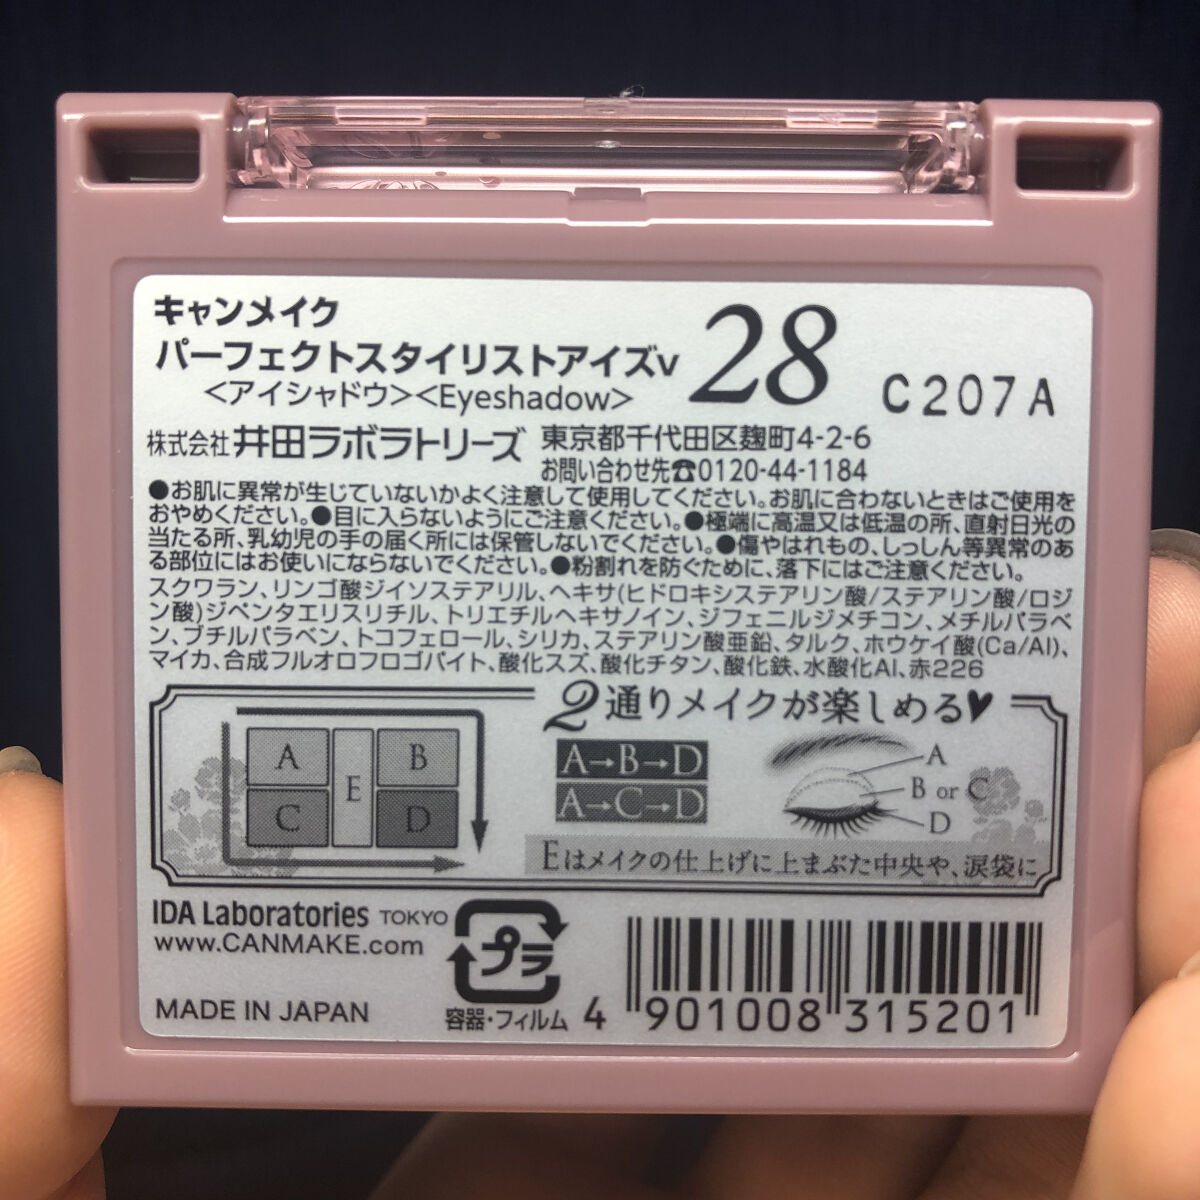 キャンメイク
パーフェクトスタイリストアイズv
<アイシャドウ><Eyeshadow>
28
C207A
株式会社 井田ラボラトリーズ 東京都千代田区麹町4-2-6
お問い合わせ先☎0120-44-1184
●お肌に異常が生じていないかよく注意して使用してください。お肌に合わないときはご使用を
おやめください。●目に入らないようにご注意ください。●極端に高温又は低温の所、直射日光の
当たる所、乳幼児の手の届く所には保管しないでください。●傷やはれもの、しっしん等異常のあ
る部位にはお使いにならないでください。●粉割れを防ぐために、落下にはご注意ください。
スクワラン、リンゴ酸ジイソステアリル、ヘキサ(ヒドロキシステアリン酸/ステアリン酸/ロジ
ン酸)ジペンタエリスリチル、トリエチルヘキサノイン、ジフェニルジメチコン、メチルパラベ
ン、ブチルパラベン、トコフェロール、シリカ、ステアリン酸亜鉛、タルク、ホウケイ酸(Ca/Al)、
マイカ、合成フルオロフロゴパイト、酸化スズ、酸化チタン、酸化鉄、水酸化Al、赤226
2通りメイクが楽しめる♥
A
B
E
C
D
A→B→D
A→C→D
A
B or C
D
Eはメイクの仕上げに上まぶた中央や、涙袋に
IDA Laboratories TOKYO
www.CANMAKE.com
MADE IN JAPAN
プラ
容器・フィルム
4 901008 315201